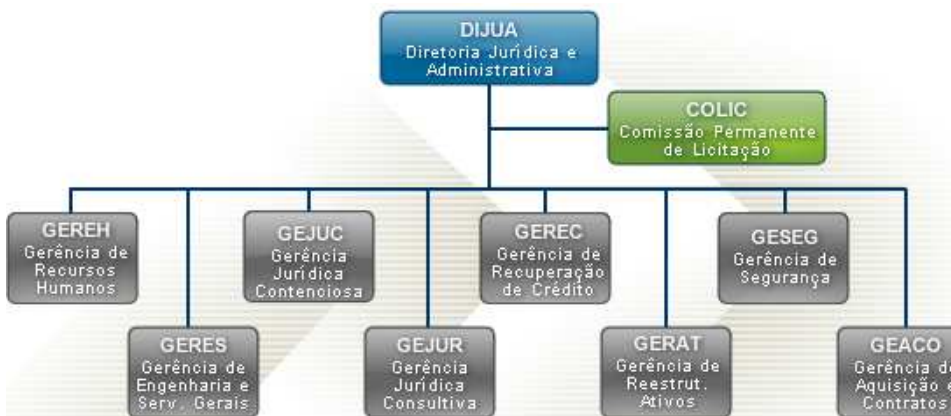 DIJUA
Diretoria Jurídica e
Administrativa
COLIC
Comissão Permanente
de Licitação
GEREH
Gerência de
Recursos
Humanos
GEJUC
Gerência
Jurídica
Contenciosa
GEREC
Gerência de
Recuperação
de Crédito
GESEG
Gerência de
Segurança
GERES
Gerência de
Engenharia e
Serv. Gerais
GEJUR
Gerência
Jurídica
Consultiva
GERAT
Gerência de
Reestrut.
Ativos
GEACO
Gerência de
Aquisição e
Contratos